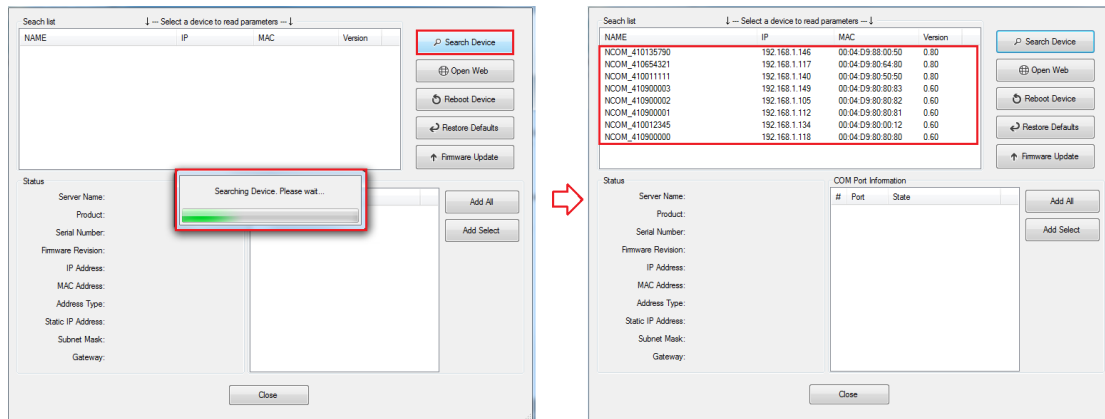 Seach list
↓ --- Select a device to read parameters --- ↓
NAME IP MAC Version
Search Device
Open Web
Reboot Device
Restore Defaults
Firmware Update
Searching Device. Please wait...
Status
Server Name:
Product:
Serial Number:
Firmware Revision:
IP Address:
MAC Address:
Address Type:
Static IP Address:
Subnet Mask:
Gateway:
Add All
Add Select
Close
Seach list
↓ --- Select a device to read parameters --- ↓
NAME IP MAC Version
NCOM_410135790 192.168.1.146 00:04:D9:88:00:50 0.80
NCOM_410654321 192.168.1.117 00:04:D9:80:64:80 0.80
NCOM_410011111 192.168.1.140 00:04:D9:80:50:50 0.80
NCOM_410900003 192.168.1.149 00:04:D9:80:80:83 0.60
NCOM_410900002 192.168.1.105 00:04:D9:80:80:82 0.60
NCOM_410900001 192.168.1.112 00:04:D9:80:80:81 0.60
NCOM_410012345 192.168.1.134 00:04:D9:80:00:12 0.60
NCOM_410900000 192.168.1.118 00:04:D9:80:80:80 0.60
Search Device
Open Web
Reboot Device
Restore Defaults
Firmware Update
Status
Server Name:
Product:
Serial Number:
Firmware Revision:
IP Address:
MAC Address:
Address Type:
Static IP Address:
Subnet Mask:
Gateway:
COM Port Information
# Port State
Add All
Add Select
Close